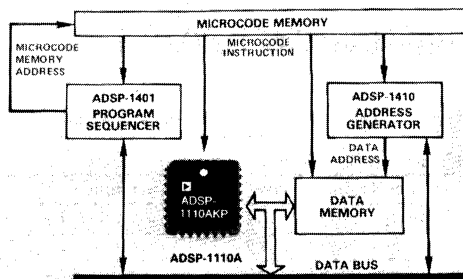 MICROCODE MEMORY
MICROCODE
MEMORY
ADDRESS
MICROCODE
INSTRUCTION
ADSP-1401
PROGRAM
SEQUENCER
ADSP-1410
ADDRESS
GENERATOR
DATA
ADDRESS
ADSP-
1110AKP
DATA
MEMORY
ADSP-1110A
DATA BUS